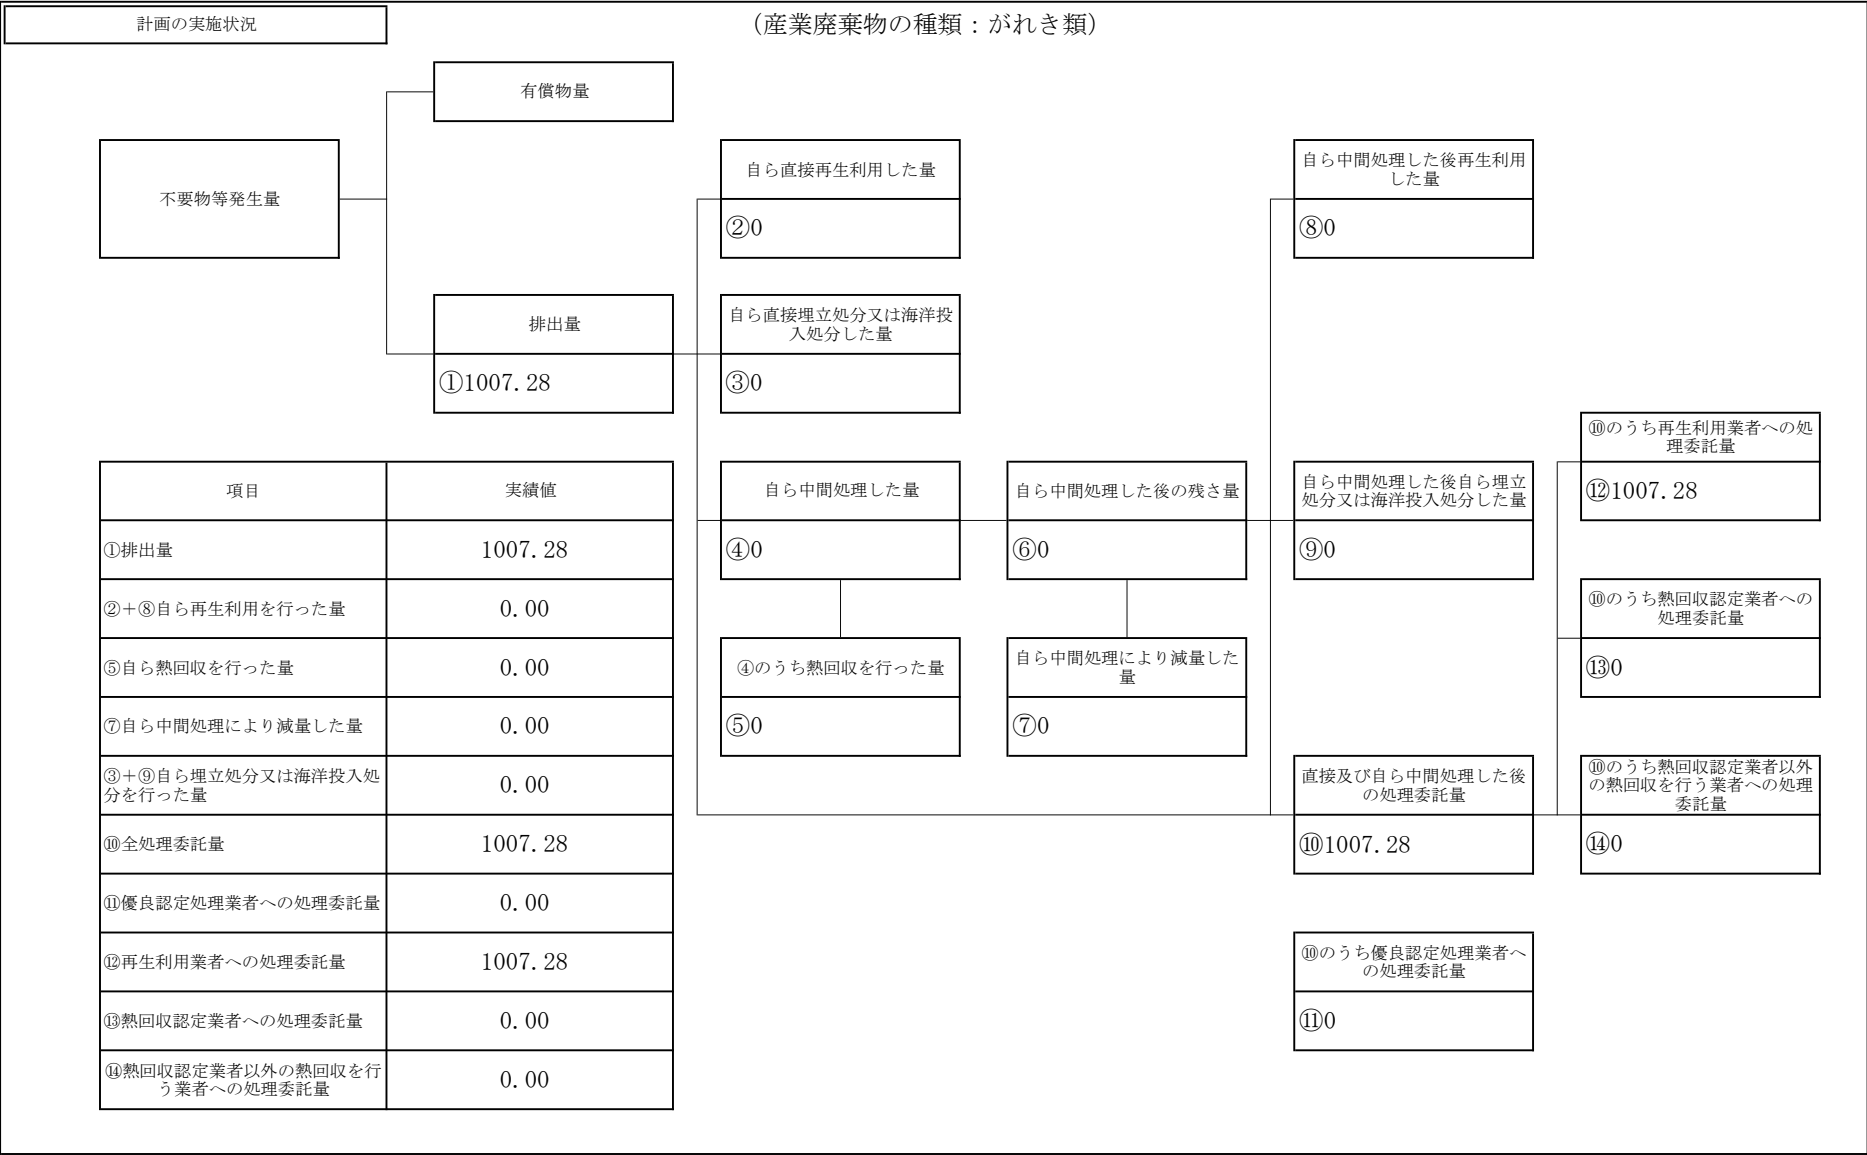 計画の実施状況
（産業廃棄物の種類：がれき類）
有償物量
不要物等発生量
自ら直接再生利用した量
②0
自ら中間処理した後再生利用
した量
⑧0
排出量
①1007.28
自ら直接埋立処分又は海洋投
入処分した量
③0
⑩のうち再生利用業者への処
理委託量
⑫1007.28
自ら中間処理した量
④0
自ら中間処理した後の残さ量
⑥0
自ら中間処理した後自ら埋立
処分又は海洋投入処分した量
⑨0
⑩のうち熱回収認定業者への
処理委託量
⑬0
④のうち熱回収を行った量
⑤0
自ら中間処理により減量した
量
⑦0
直接及び自ら中間処理した後
の処理委託量
⑩1007.28
⑩のうち熱回収認定業者以外
の熱回収を行う業者への処理
委託量
⑭0
⑩のうち優良認定処理業者へ
の処理委託量
⑪0
項目 実績値
①排出量 1007.28
②＋⑧自ら再生利用を行った量 0.00
⑤自ら熱回収を行った量 0.00
⑦自ら中間処理により減量した量 0.00
③＋⑨自ら埋立処分又は海洋投入処
分を行った量 0.00
⑩全処理委託量 1007.28
⑪優良認定処理業者への処理委託量 0.00
⑫再生利用業者への処理委託量 1007.28
⑬熱回収認定業者への処理委託量 0.00
⑭熱回収認定業者以外の熱回収を行
う業者への処理委託量 0.00